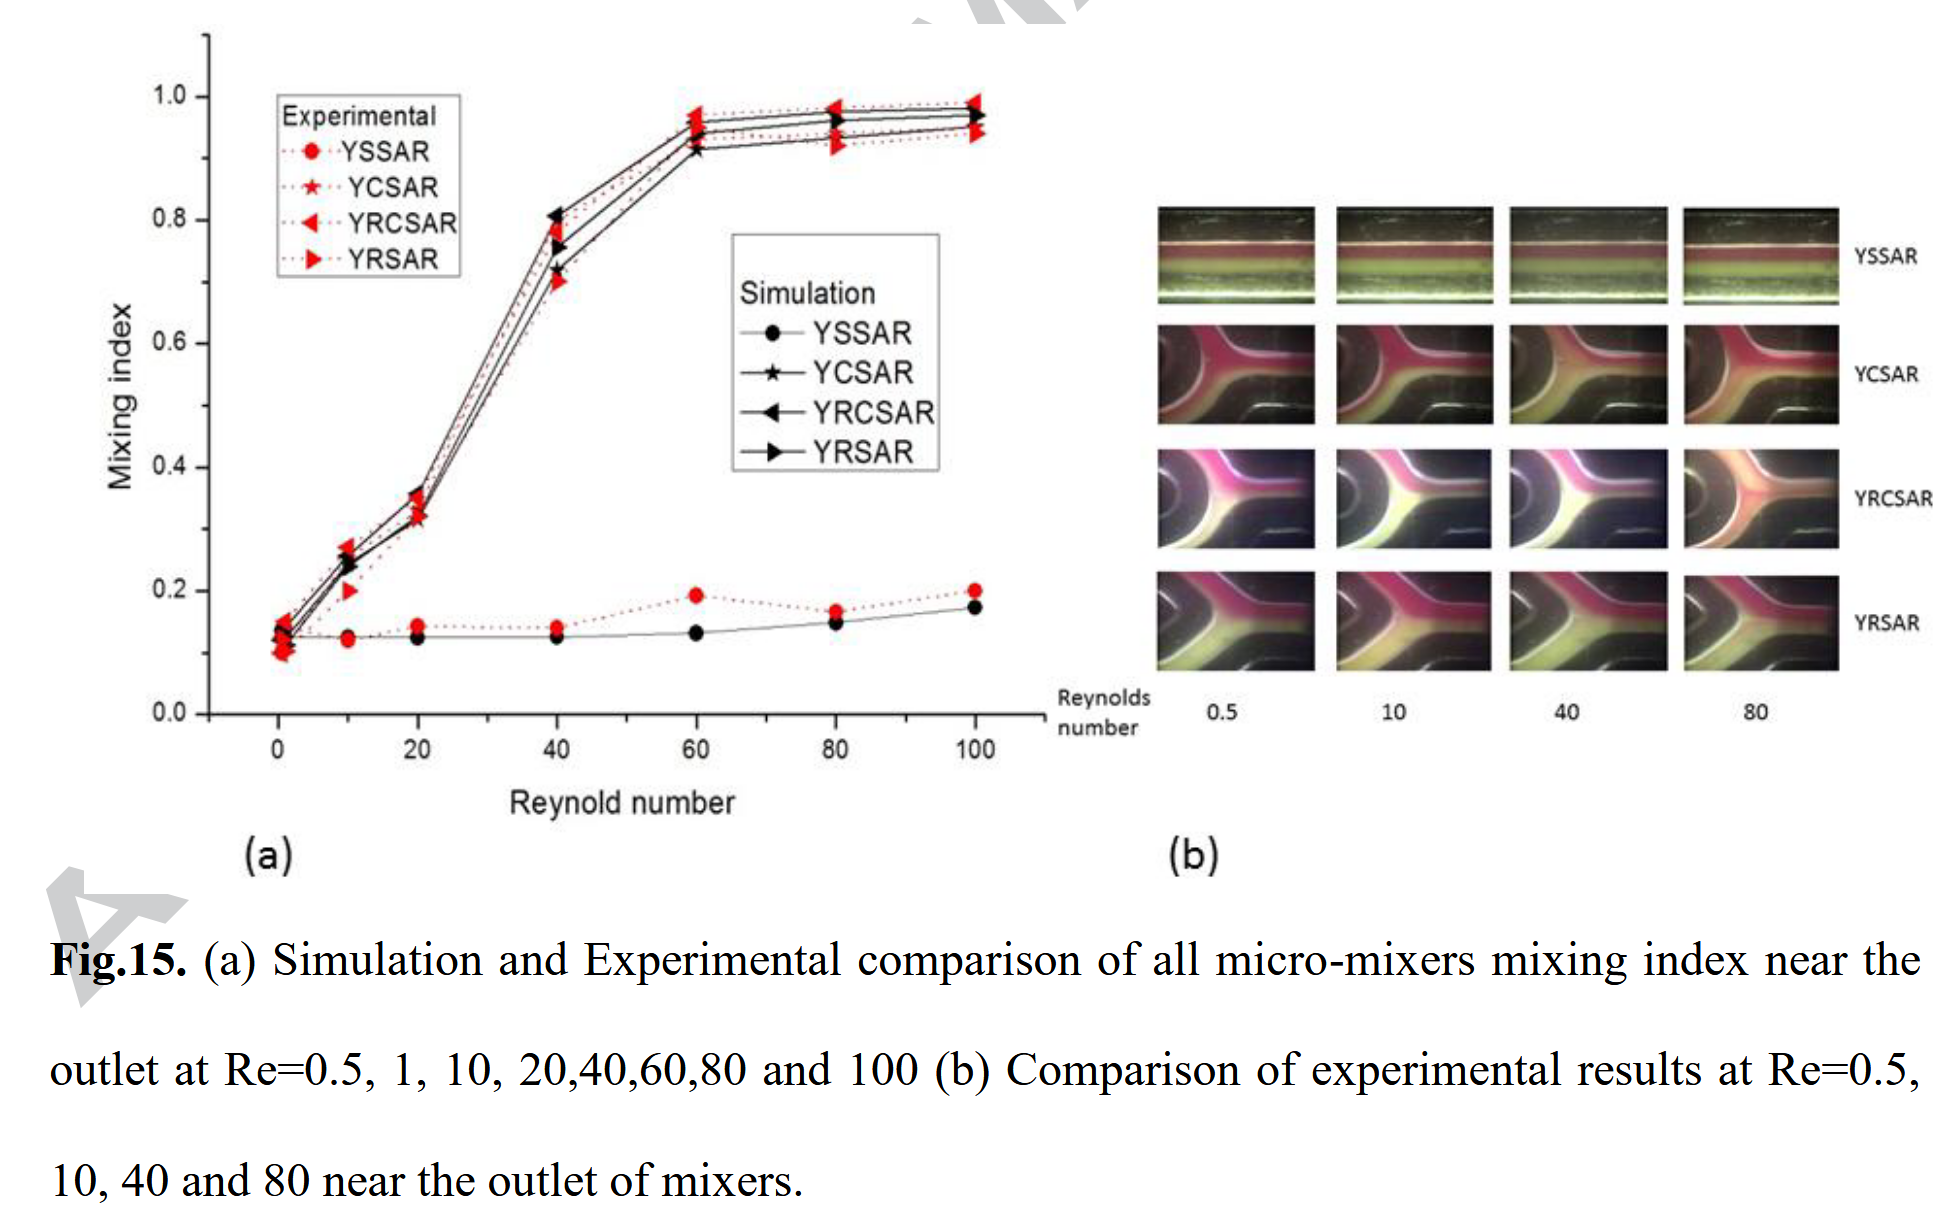 1.0
0.8
0.6
0.4
0.2
0.0
Mixing index
Experimental
YSSAR
YCSAR
YRCSAR
YRSAR
Simulation
YSSAR
YCSAR
YRCSAR
YRSAR
0 20 40 60 80 100
Reynold number
(a)
YSSAR
YCSAR
YRCSAR
YRSAR
Reynolds
number
0.5 10 40 80
(b)
Fig.15. (a) Simulation and Experimental comparison of all micro-mixers mixing index near the
outlet at Re=0.5, 1, 10, 20,40,60,80 and 100 (b) Comparison of experimental results at Re=0.5,
10, 40 and 80 near the outlet of mixers.